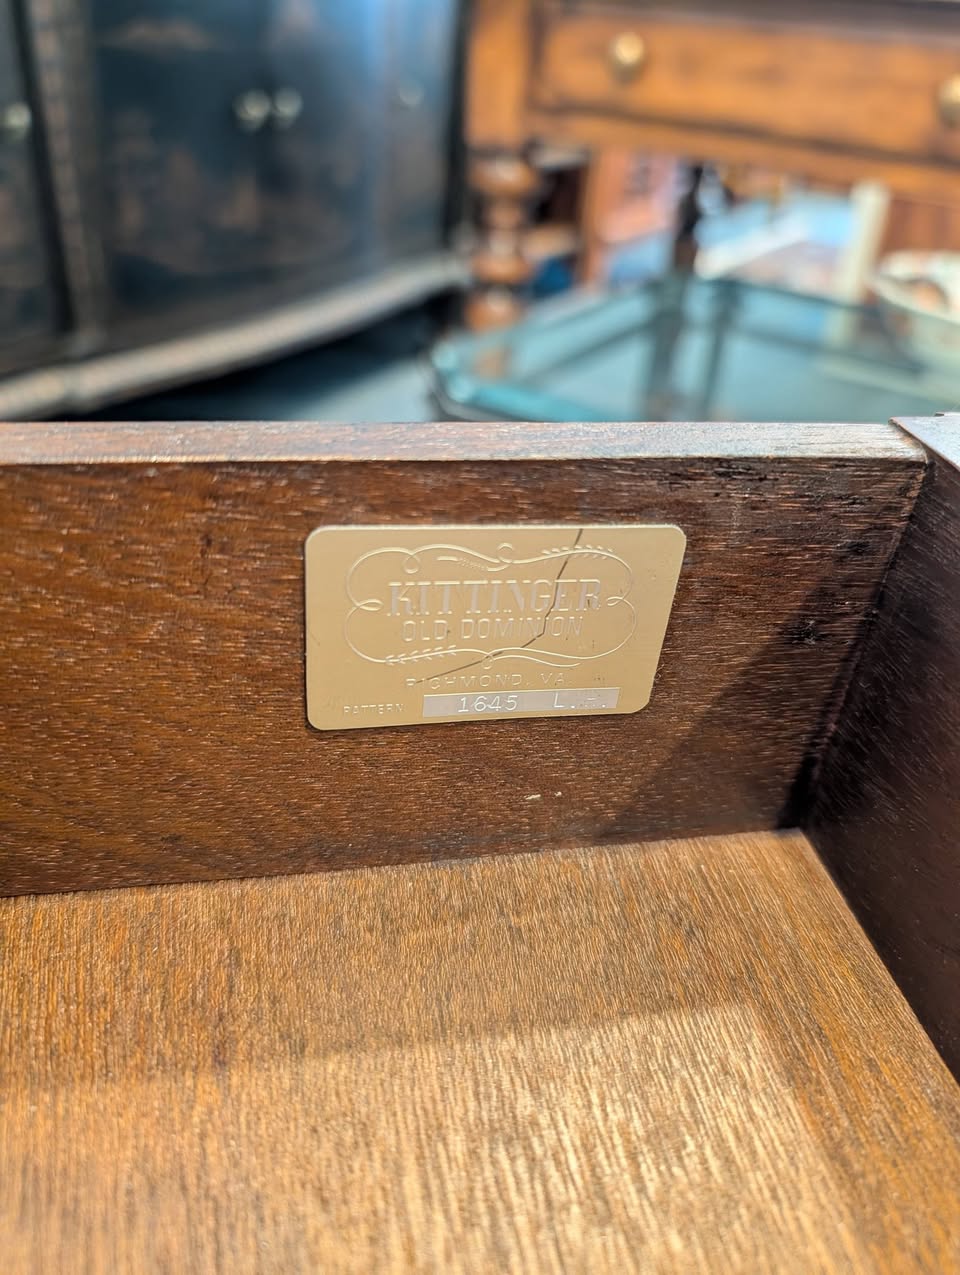 KITTINGER
OLD DOMINION
RICHMOND, VA.
PATTERN 1645 L.H.